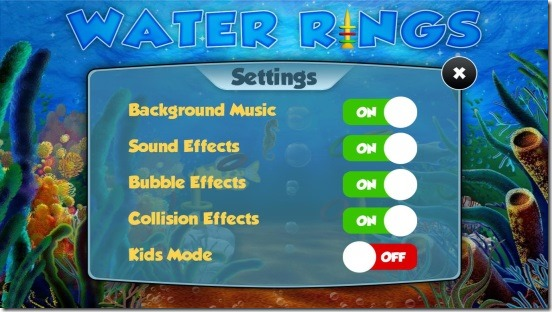 WATER RINGS
Settings
Background Music ON
Sound Effects ON
Bubble Effects ON
Collision Effects ON
Kids Mode OFF